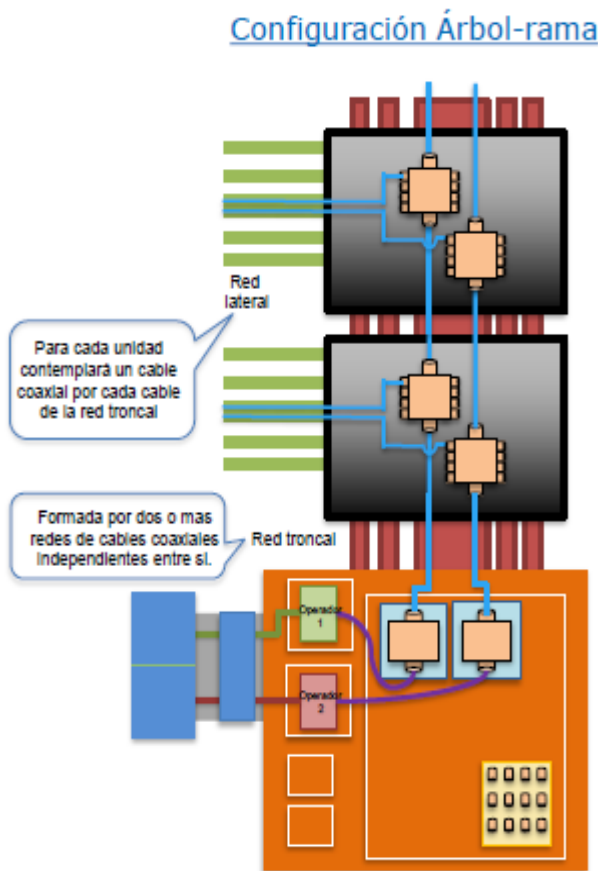 Configuración Árbol-rama
Red
lateral
Para cada unidad
contemplará un cable
coaxial por cada cable
de la red troncal
Formada por dos o mas
redes de cables coaxiales
independientes entre si.
Red troncal
Operador
1
Operador
2